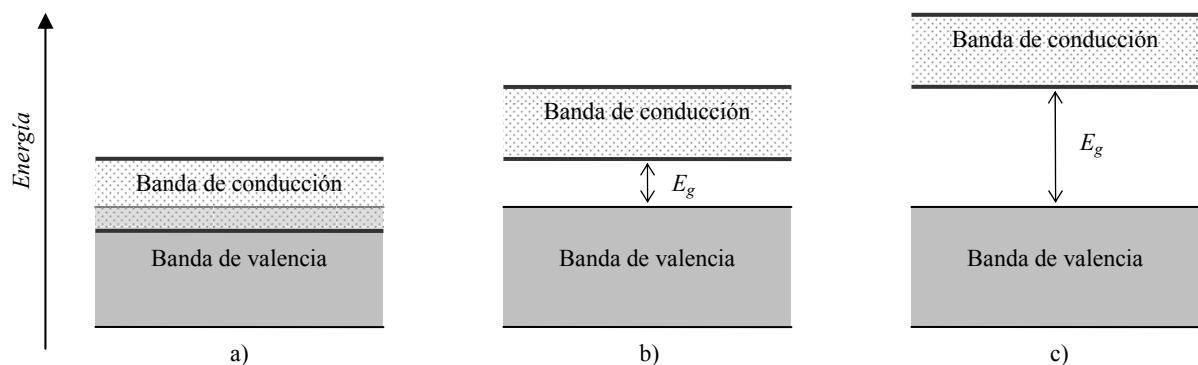 Energía
Banda de conducción
Banda de valencia
a)
Banda de conducción
E_g
Banda de valencia
b)
Banda de conducción
E_g
Banda de valencia
c)